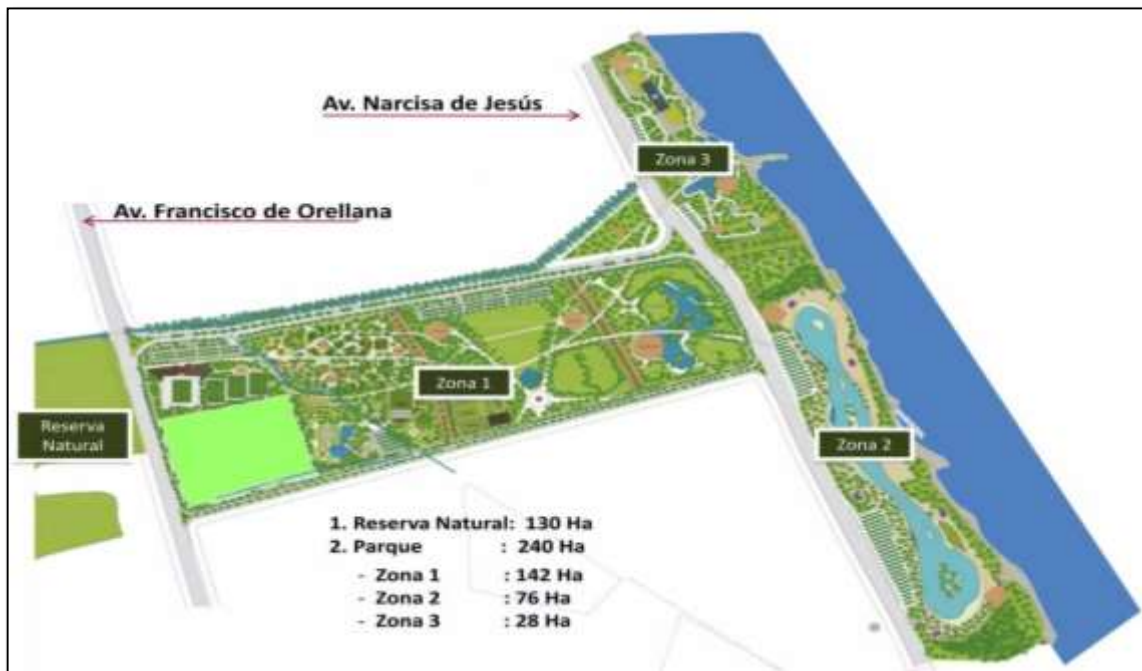 Av. Narcisa de Jesús
Zona 3
Av. Francisco de Orellana
Zona 1
Reserva
Natural
Zona 2
1. Reserva Natural: 130 Ha
2. Parque : 240 Ha
- Zona 1 : 142 Ha
- Zona 2 : 76 Ha
- Zona 3 : 28 Ha